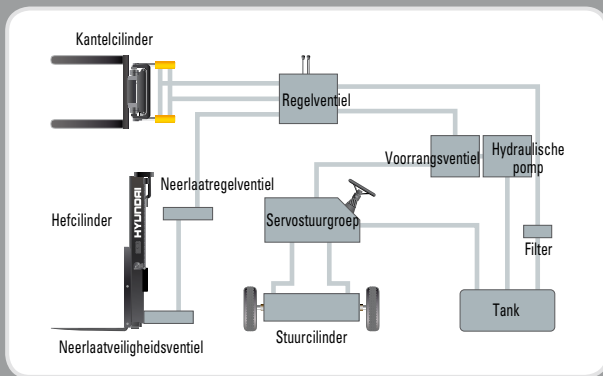 Kantelcilinder
Regelventiel
Voorrangsventiel
Hydraulische
pomp
Neerlaatregelventiel
Hefcilinder
HYUNDAI
Servostuurgroep
Filter
Tank
Stuurcilinder
Neerlaatveiligheidsventiel